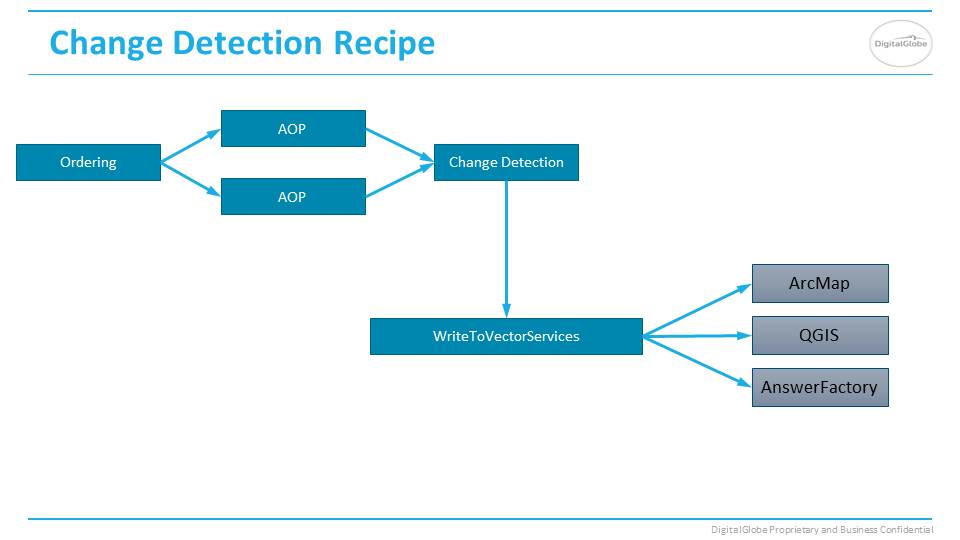 Change Detection Recipe
DigitalGlobe
AOP
Ordering
Change Detection
AOP
ArcMap
WriteToVectorServices
QGIS
AnswerFactory
DigitalGlobe Proprietary and Business Confidential